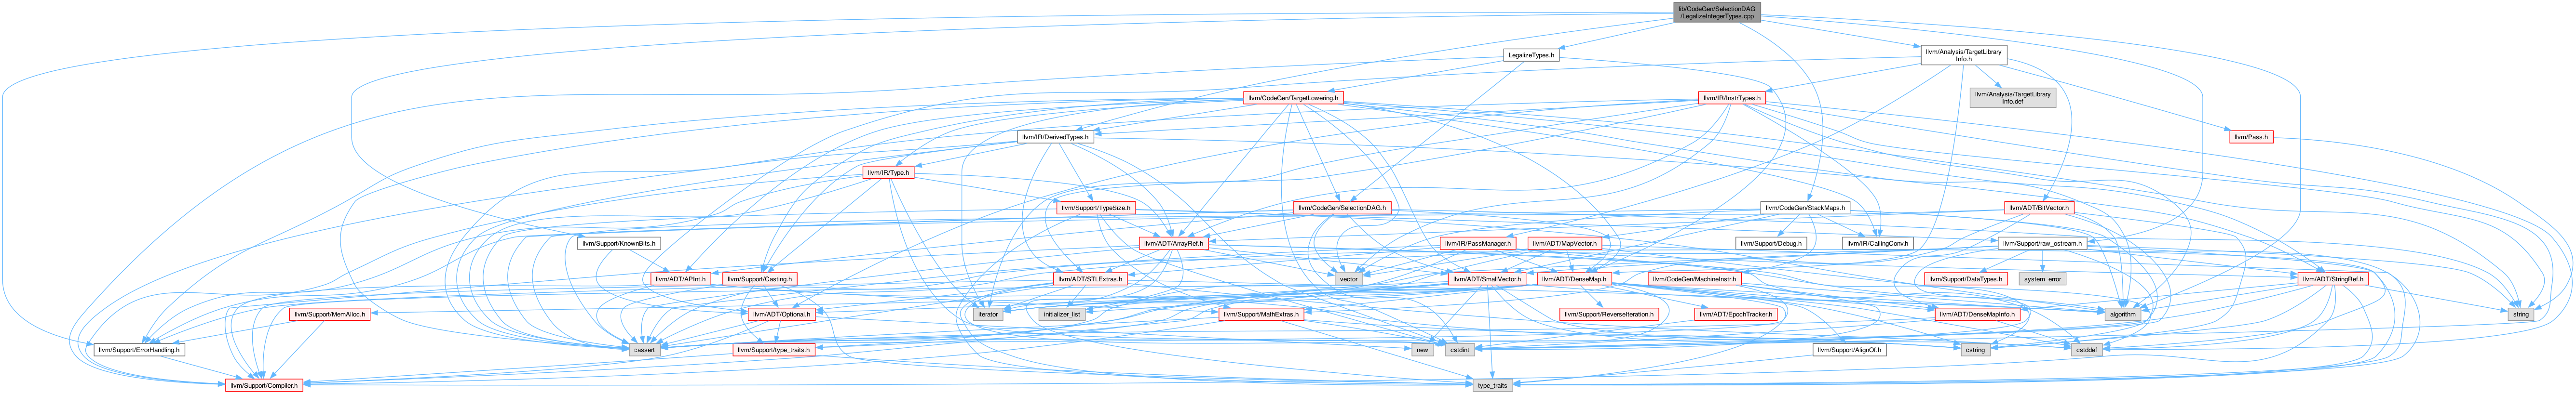 lib/CodeGen/SelectionDAG
/LegalizeIntegerTypes.cpp
LegalizeTypes.h
llvm/Analysis/TargetLibrary
Info.h
llvm/CodeGen/TargetLowering.h
llvm/IR/InstrTypes.h
llvm/Analysis/TargetLibrary
Info.def
llvm/IR/DerivedTypes.h
llvm/Pass.h
llvm/IR/Type.h
llvm/Support/TypeSize.h
llvm/CodeGen/SelectionDAG.h
llvm/CodeGen/StackMaps.h
llvm/ADT/BitVector.h
llvm/Support/KnownBits.h
llvm/ADT/ArrayRef.h
llvm/IR/PassManager.h
llvm/ADT/MapVector.h
llvm/Support/Debug.h
llvm/IR/CallingConv.h
llvm/Support/raw_ostream.h
llvm/ADT/APInt.h
llvm/Support/Casting.h
llvm/ADT/STLExtras.h
vector
llvm/ADT/SmallVector.h
llvm/ADT/DenseMap.h
llvm/CodeGen/MachineInstr.h
llvm/Support/DataTypes.h
system_error
llvm/ADT/StringRef.h
llvm/Support/MemAlloc.h
llvm/ADT/Optional.h
iterator
initializer_list
llvm/Support/MathExtras.h
llvm/Support/ReverseIteration.h
llvm/ADT/EpochTracker.h
llvm/ADT/DenseMapInfo.h
algorithm
string
llvm/Support/ErrorHandling.h
cassert
llvm/Support/type_traits.h
new
cstdint
llvm/Support/AlignOf.h
cstring
cstddef
llvm/Support/Compiler.h
type_traits